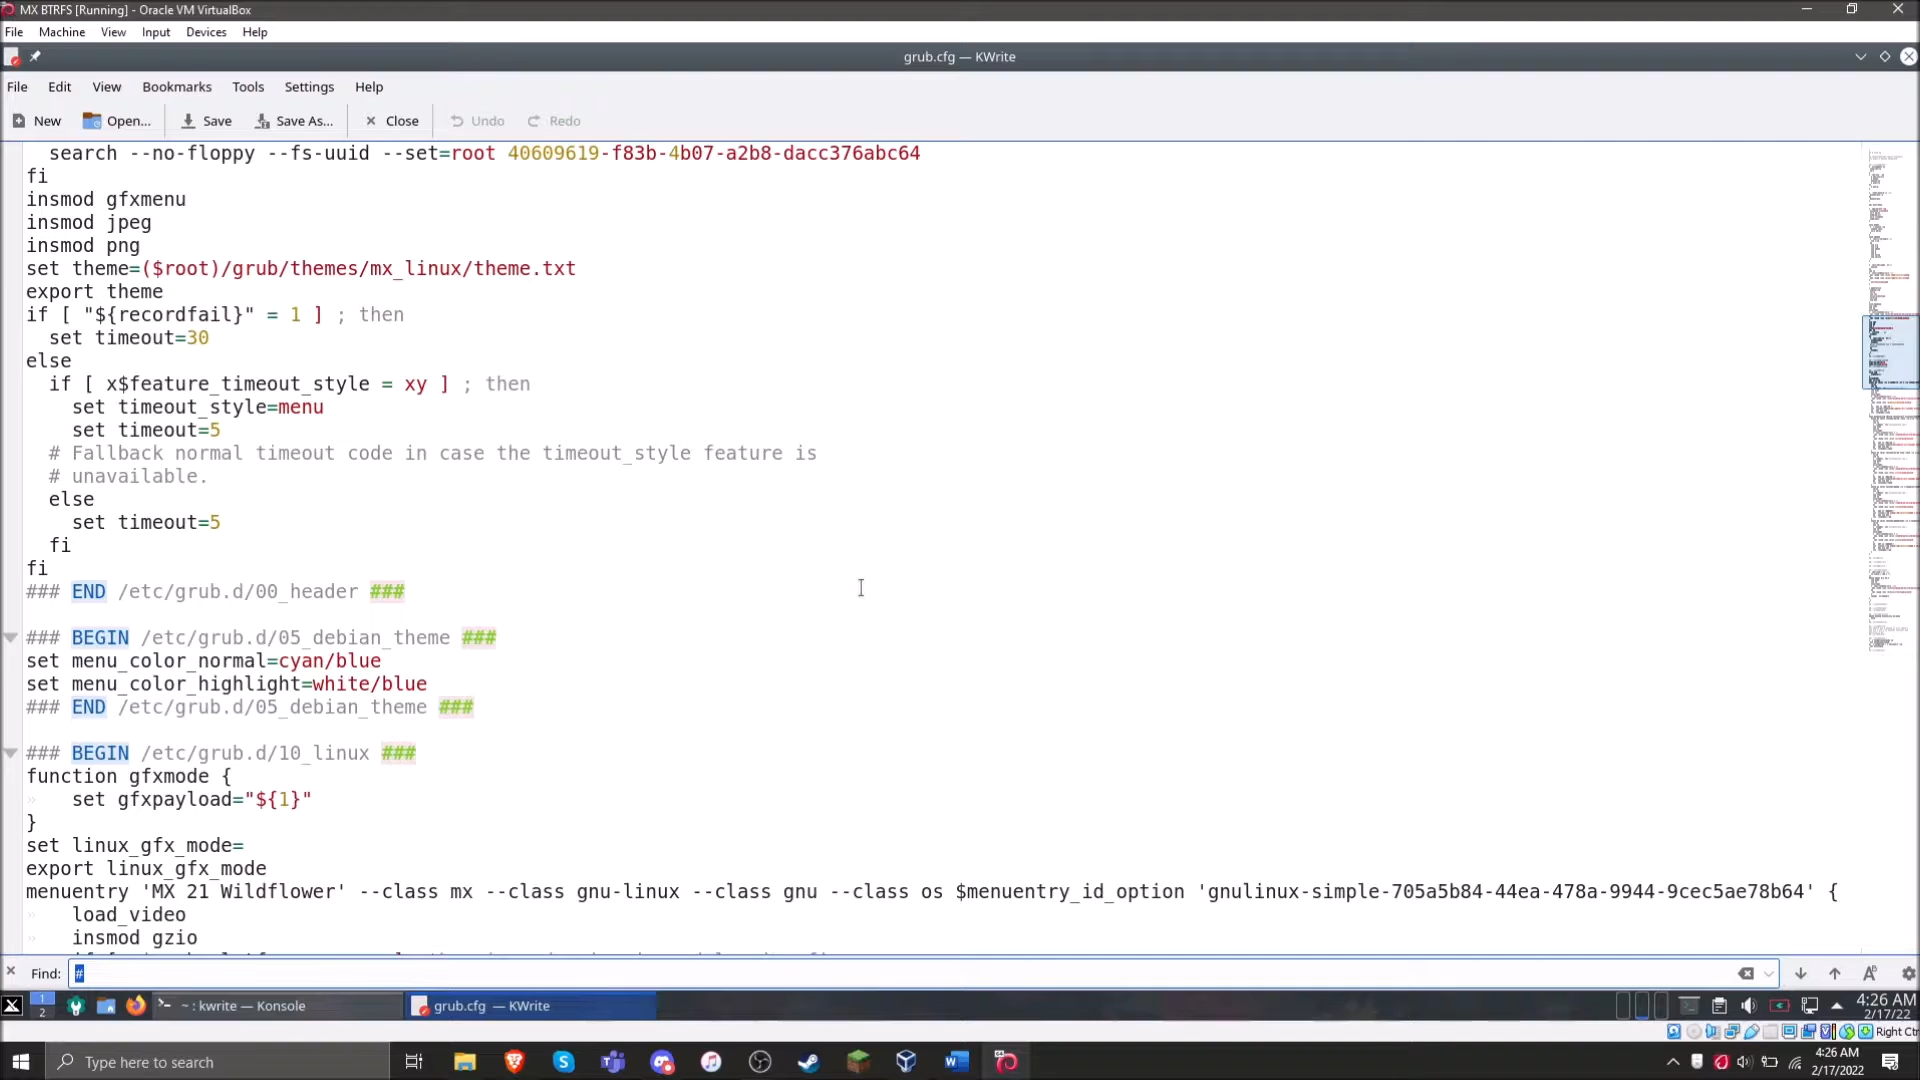 MX BTRFS [Running] - Oracle VM VirtualBox
File Machine View Input Devices Help
grub.cfg — KWrite
File Edit View Bookmarks Tools Settings Help
New Open... Save Save As... Close Undo Redo
search --no-floppy --fs-uuid --set=root 40609619-f83b-4b07-a2b8-dacc376abc64
fi
insmod gfxmenu
insmod jpeg
insmod png
set theme=($root)/grub/themes/mx_linux/theme.txt
export theme
if [ "${recordfail}" = 1 ] ; then
set timeout=30
else
if [ x$feature_timeout_style = xy ] ; then
set timeout_style=menu
set timeout=5
# Fallback normal timeout code in case the timeout_style feature is
# unavailable.
else
set timeout=5
fi
fi
### END /etc/grub.d/00_header ###
### BEGIN /etc/grub.d/05_debian_theme ###
set menu_color_normal=cyan/blue
set menu_color_highlight=white/blue
### END /etc/grub.d/05_debian_theme ###
### BEGIN /etc/grub.d/10_linux ###
function gfxmode {
set gfxpayload="${1}"
}
set linux_gfx_mode=
export linux_gfx_mode
menuentry 'MX 21 Wildflower' --class mx --class gnu-linux --class gnu --class os $menuentry_id_option 'gnulinux-simple-705a5b84-44ea-478a-9944-9cec5ae78b64' {
load_video
insmod gzio
Find: #
1
2
~ : kwrite — Konsole
grub.cfg — KWrite
4:26 AM
2/17/22
Right Ctrl
Type here to search
4:26 AM
2/17/2022